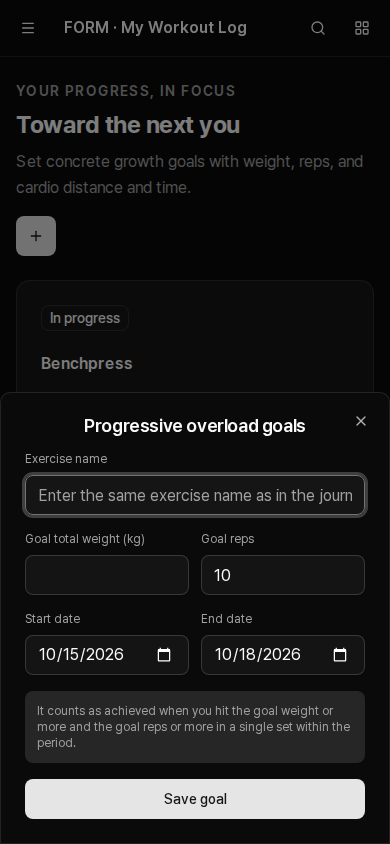 FORM · My Workout Log
YOUR PROGRESS, IN FOCUS
Toward the next you
Set concrete growth goals with weight, reps, and
cardio distance and time.
In progress
Benchpress
Progressive overload goals
Exercise name
Enter the same exercise name as in the journ
Goal total weight (kg)
Goal reps
10
Start date
End date
10/15/2026
10/18/2026
It counts as achieved when you hit the goal weight or
more and the goal reps or more in a single set within the
period.
Save goal